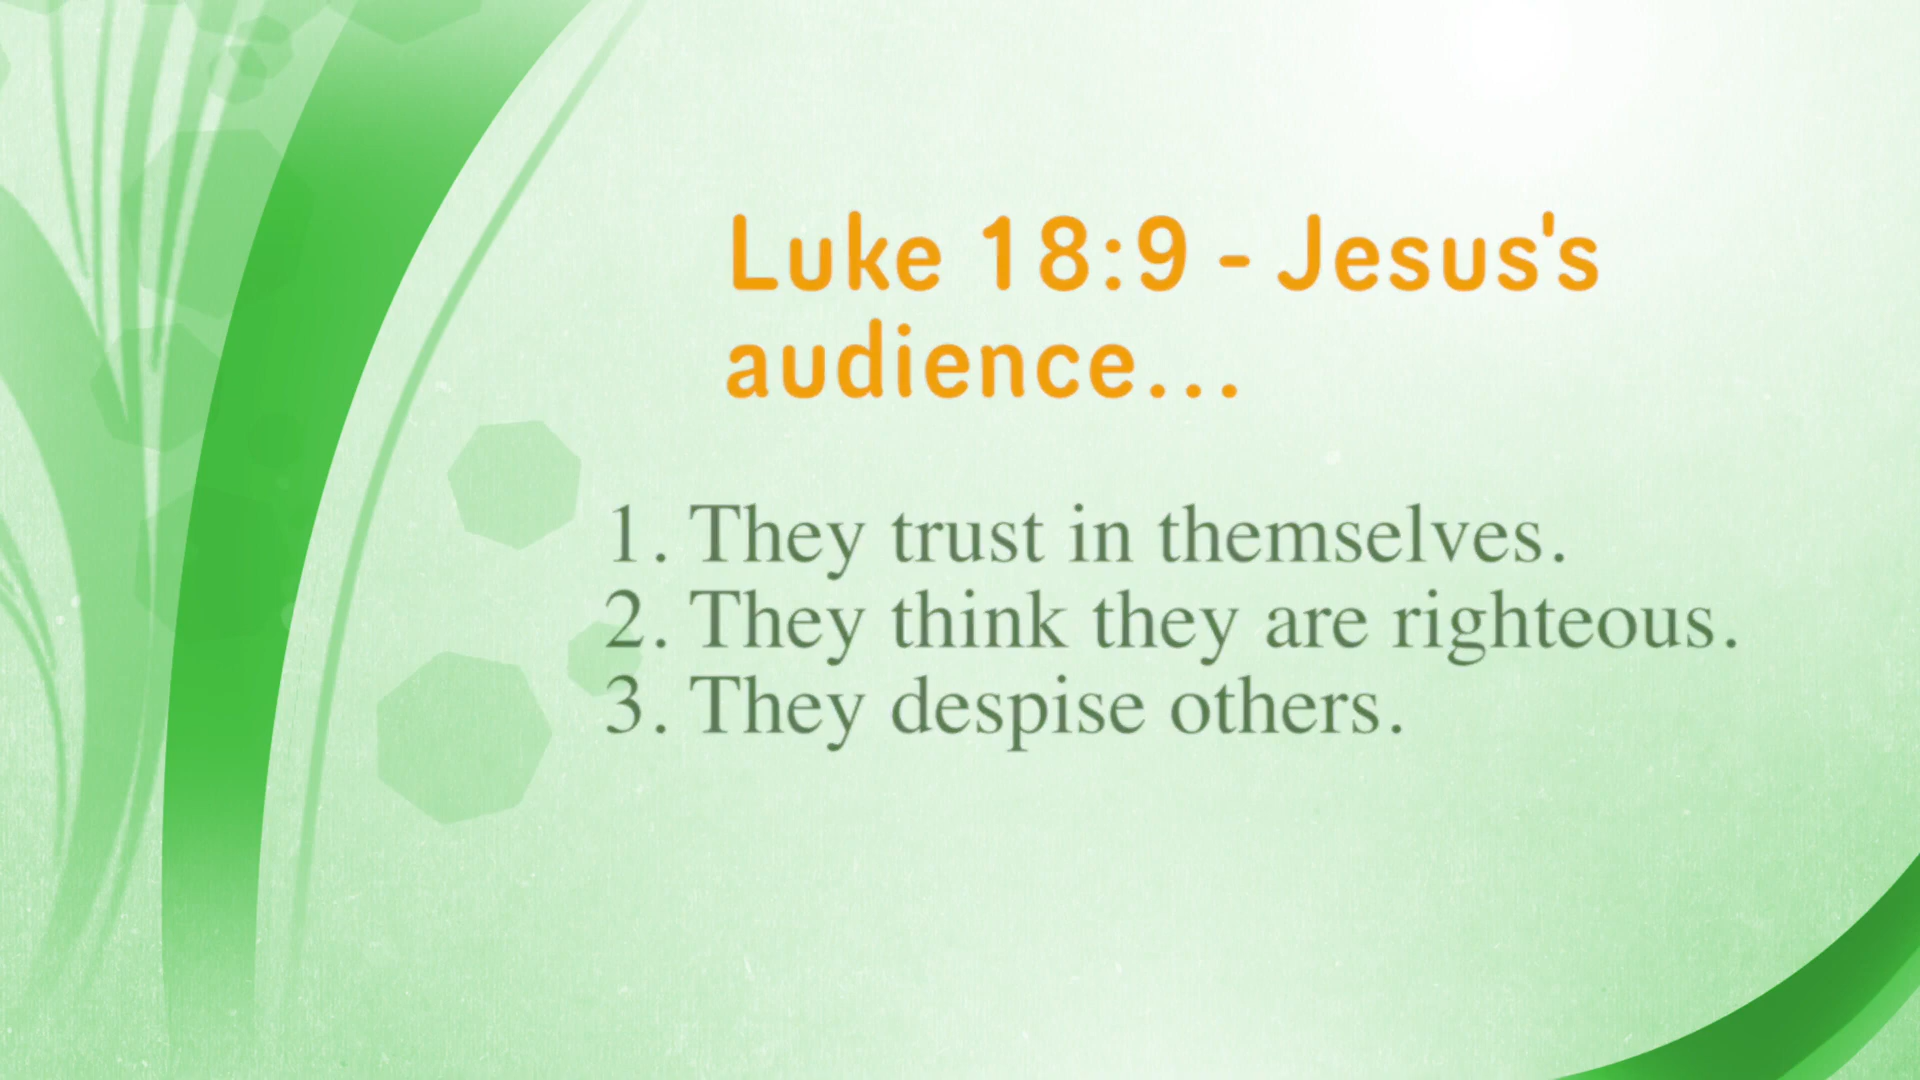 Luke 18:9 - Jesus's
audience...
1. They trust in themselves.
2. They think they are righteous.
3. They despise others.